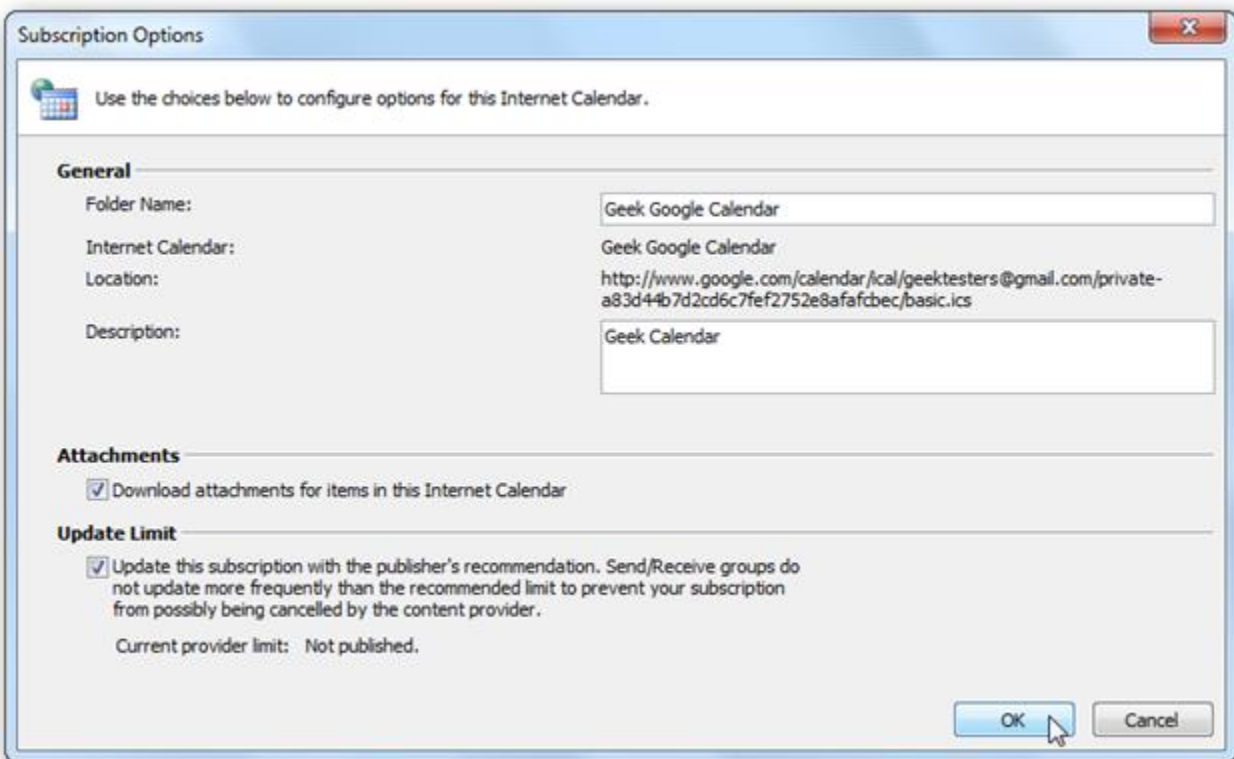 Subscription Options
Use the choices below to configure options for this Internet Calendar.
General
Folder Name:
Geek Google Calendar
Internet Calendar:
Geek Google Calendar
Location:
http://www.google.com/calendar/ical/geektesters@gmail.com/private-
a83d44b7d2cd6c7fef2752e8afafcbec/basic.ics
Description:
Geek Calendar
Attachments
Download attachments for items in this Internet Calendar
Update Limit
Update this subscription with the publisher's recommendation. Send/Receive groups do
not update more frequently than the recommended limit to prevent your subscription
from possibly being cancelled by the content provider.
Current provider limit: Not published.
OK
Cancel